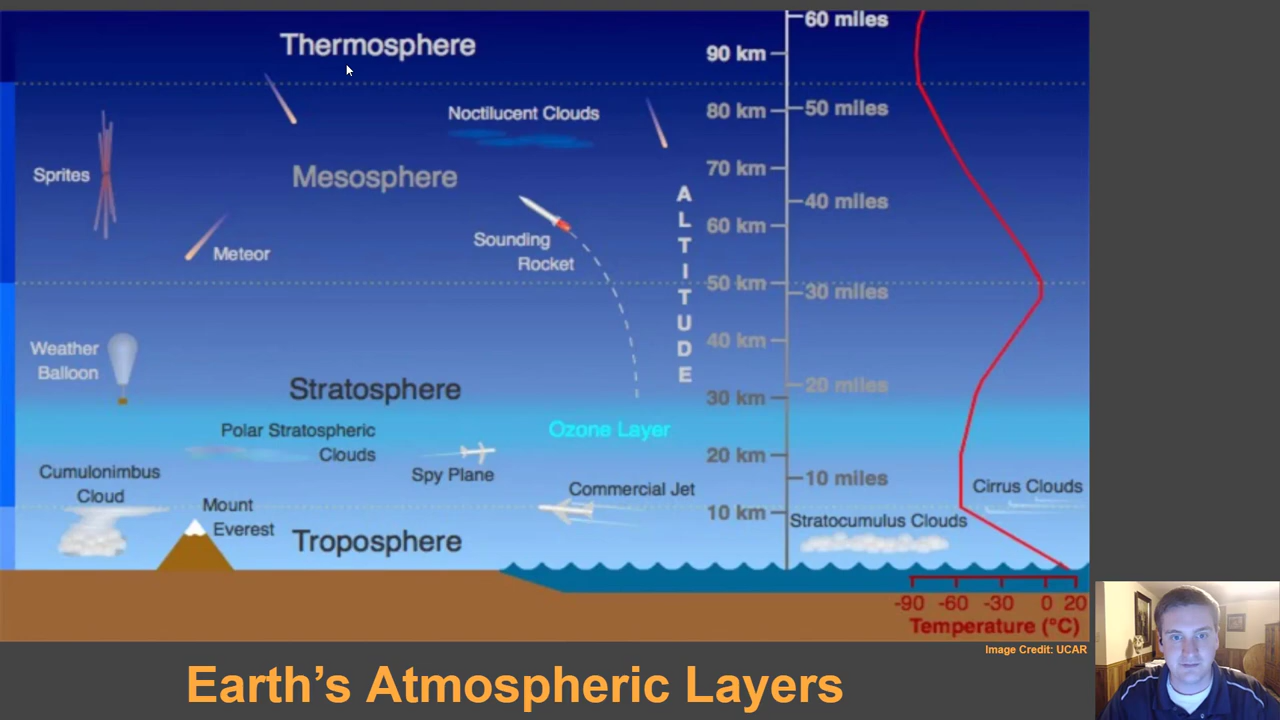 60 miles
Thermosphere
90 km
Noctilucent Clouds
80 km
50 miles
Sprites
Mesosphere
70 km
40 miles
ALTITUDE
60 km
Sounding
Rocket
Meteor
50 km
30 miles
Weather
Balloon
40 km
Stratosphere
20 miles
30 km
Polar Stratospheric
Clouds
Ozone Layer
20 km
Cumulonimbus
Cloud
Spy Plane
Commercial Jet
10 miles
Cirrus Clouds
Mount
Everest
10 km
Stratocumulus Clouds
Troposphere
-90 -60 -30 0 20
Temperature (°C)
Image Credit: UCAR
Earth's Atmospheric Layers